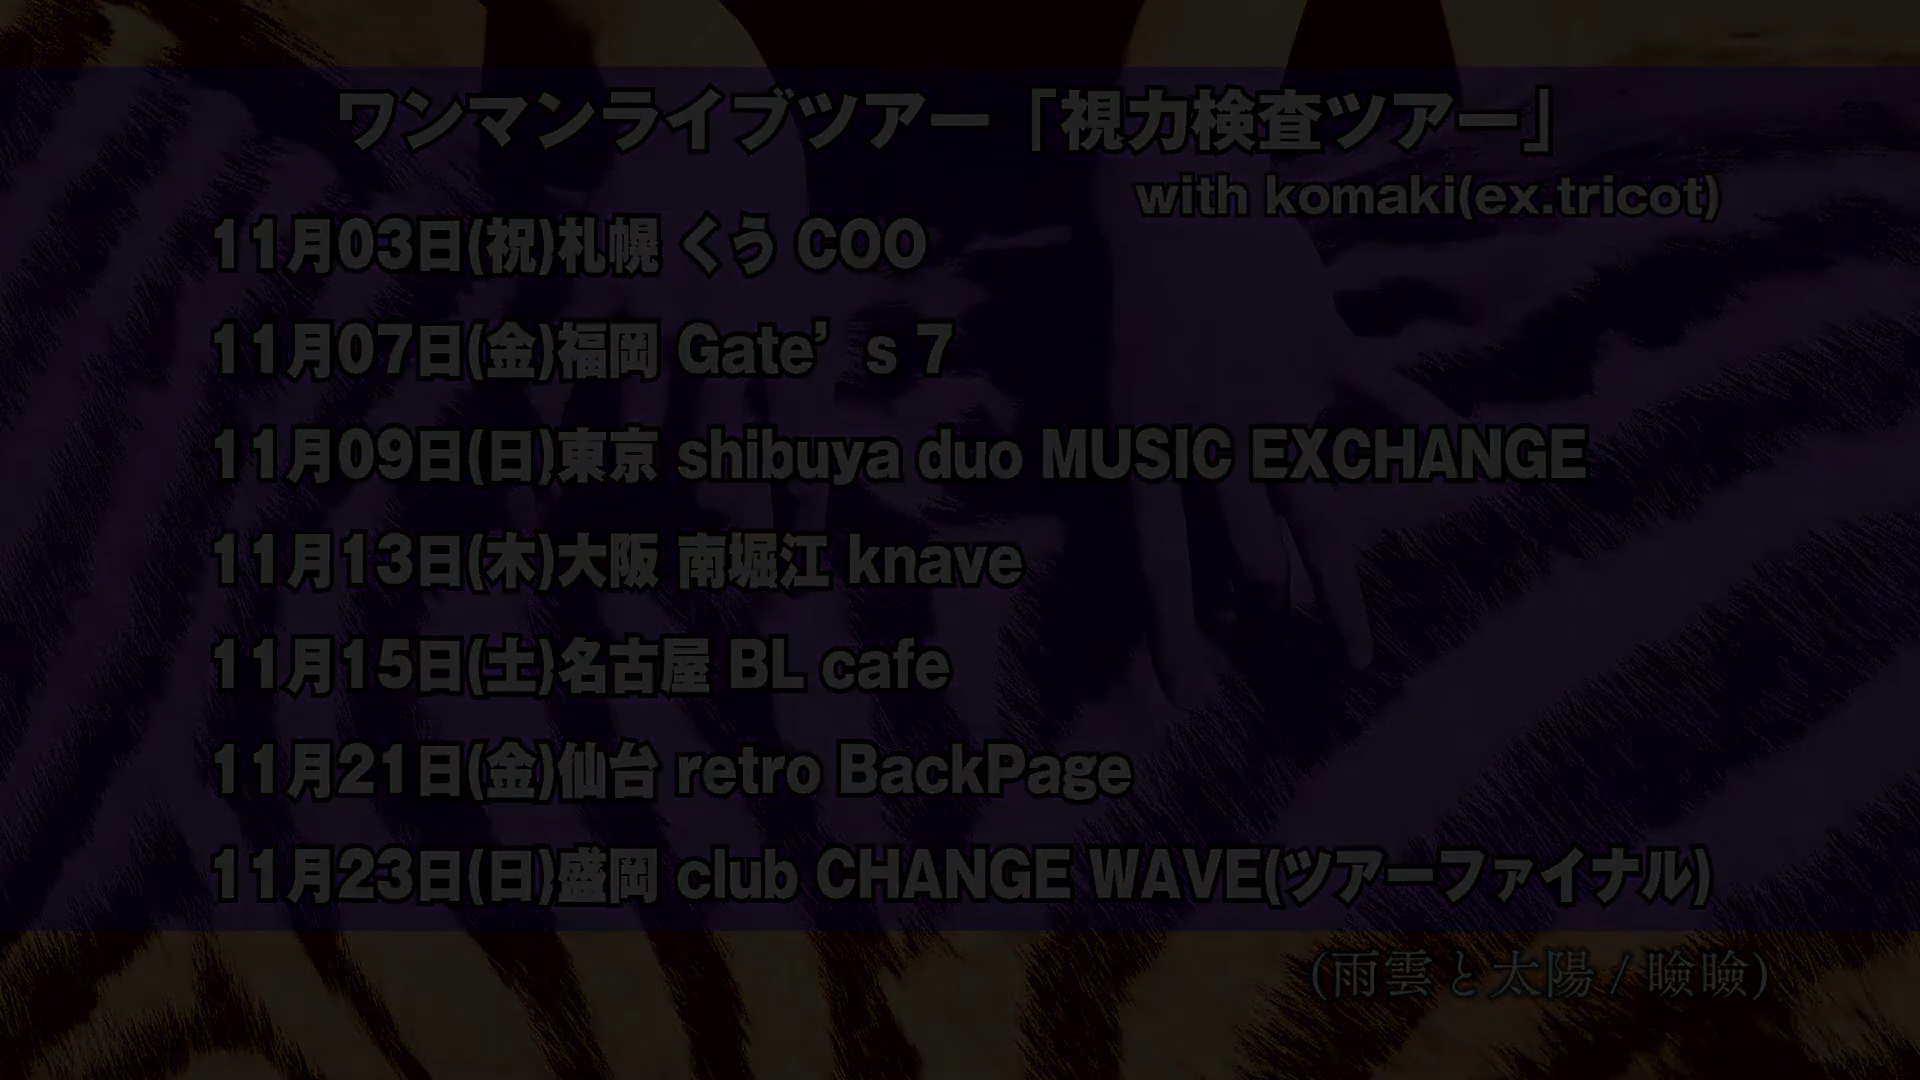 ワンマンライブツアー「視力検査ツアー」
with komaki(ex.tricot)
11月03日(祝)札幌 くう COO
11月07日(金)福岡 Gate’s 7
11月09日(日)東京 shibuya duo MUSIC EXCHANGE
11月13日(木)大阪 南堀江 knave
11月15日(土)名古屋 BL cafe
11月21日(金)仙台 retro BackPage
11月23日(日)盛岡 club CHANGE WAVE(ツアーファイナル)
(雨雲と太陽 / 瞼瞼)